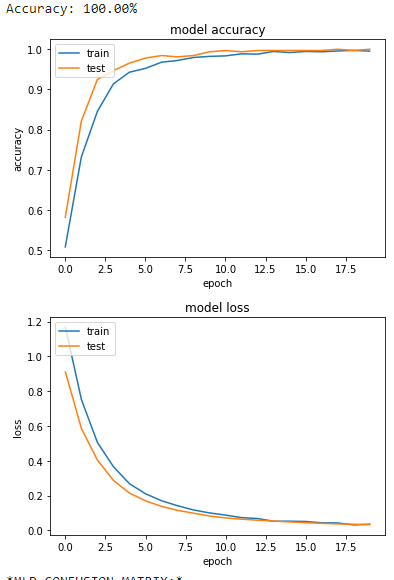 Accuracy: 100.00%
model accuracy
1.0
0.9
0.8
0.7
0.6
0.5
accuracy
train
test
0.0 2.5 5.0 7.5 10.0 12.5 15.0 17.5
epoch
model loss
1.2
1.0
0.8
0.6
0.4
0.2
0.0
loss
train
test
0.0 2.5 5.0 7.5 10.0 12.5 15.0 17.5
epoch
*MLP CONFUSION MATRIX:*